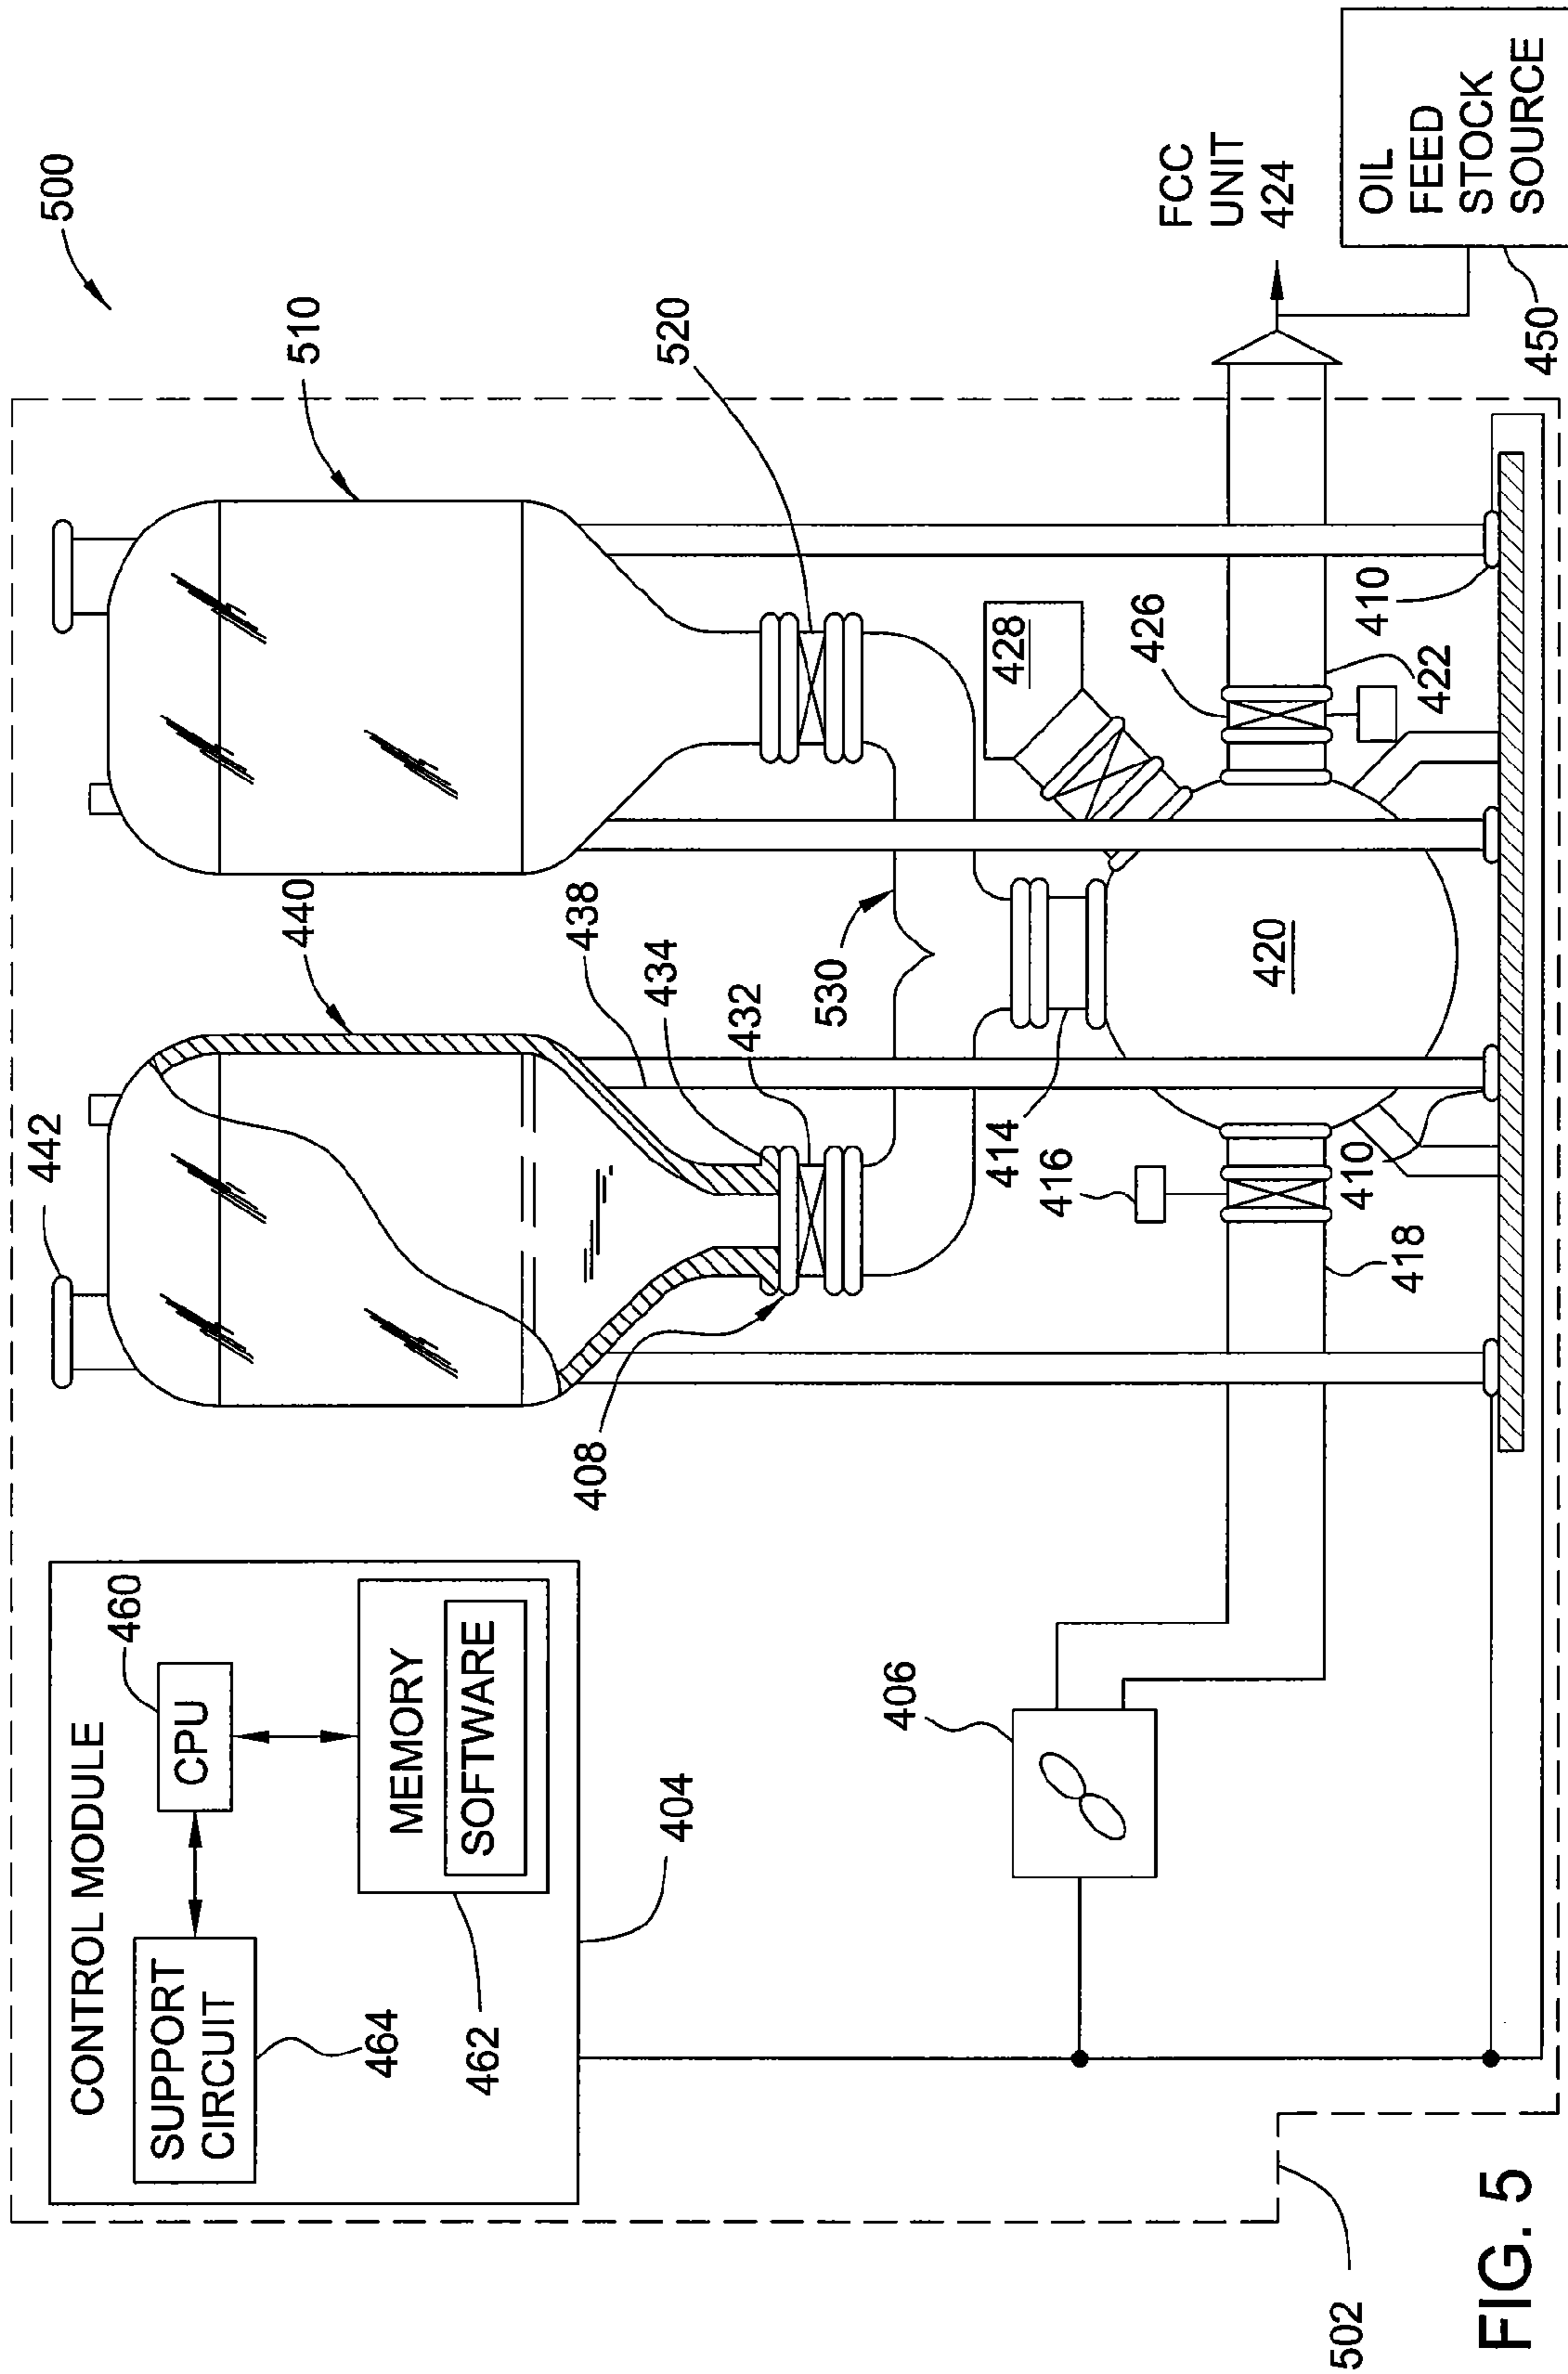 500
442
440
510
CONTROL MODULE
SUPPORT
CIRCUIT
464
CPU
460
MEMORY
SOFTWARE
462
404
408
434
438
432
520
530
FCC
UNIT
424
428
406
416
414
420
426
418
410
422
410
450
OIL
FEED
STOCK
SOURCE
502
FIG. 5